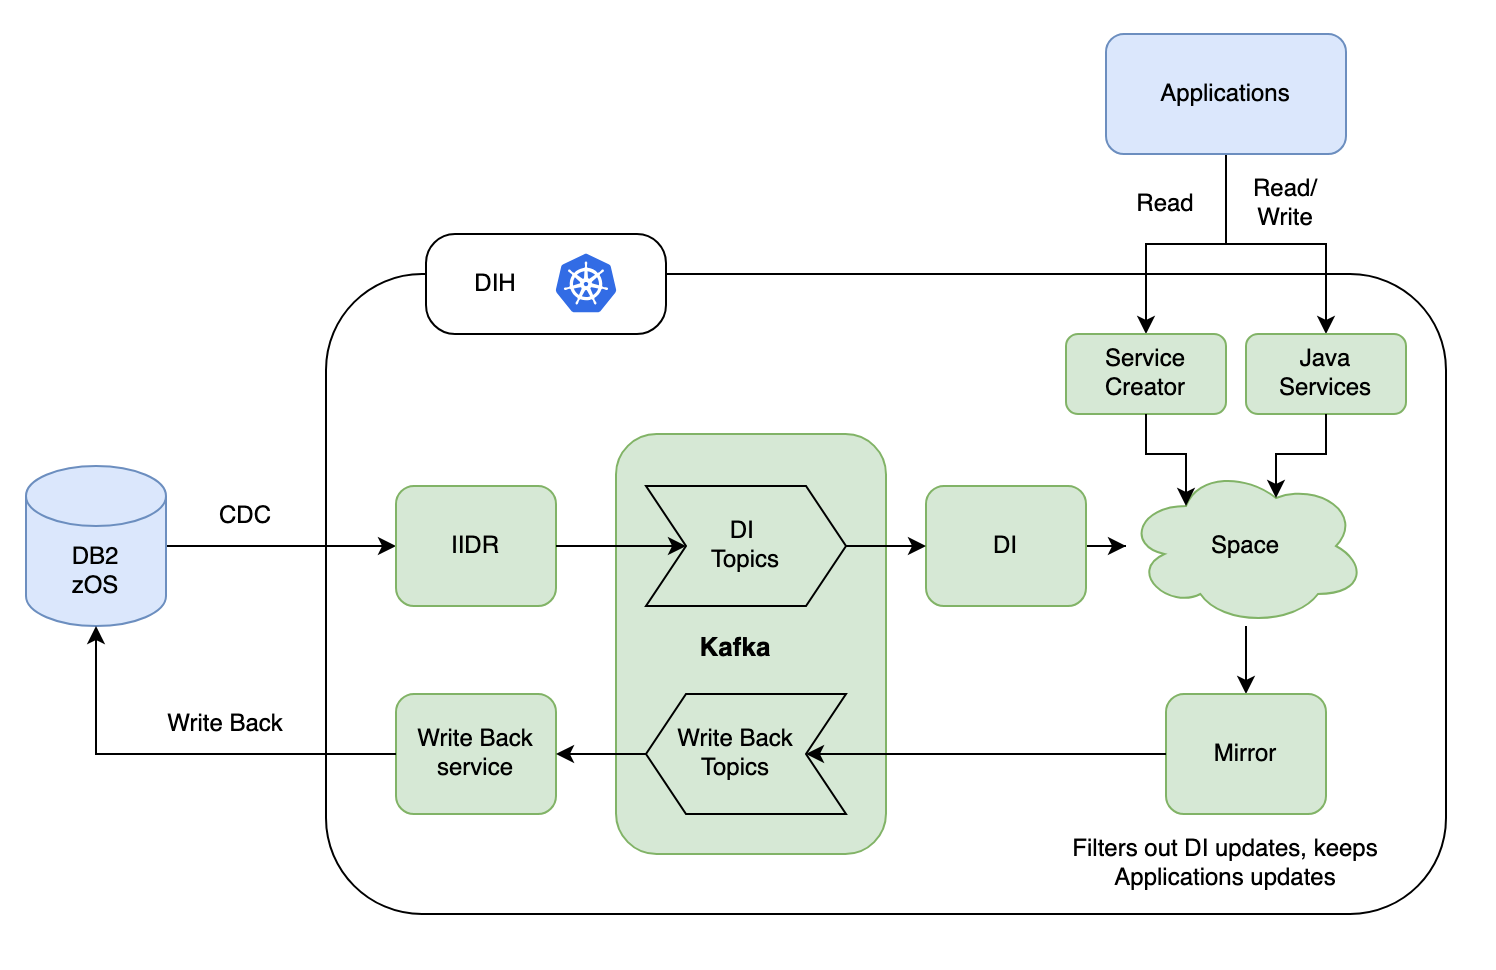 Applications
Read
Read/
Write
DIH
Service
Creator
Java
Services
CDC
DB2
zOS
IIDR
DI
Topics
DI
Space
Kafka
Write Back
Write Back
service
Write Back
Topics
Mirror
Filters out DI updates, keeps
Applications updates